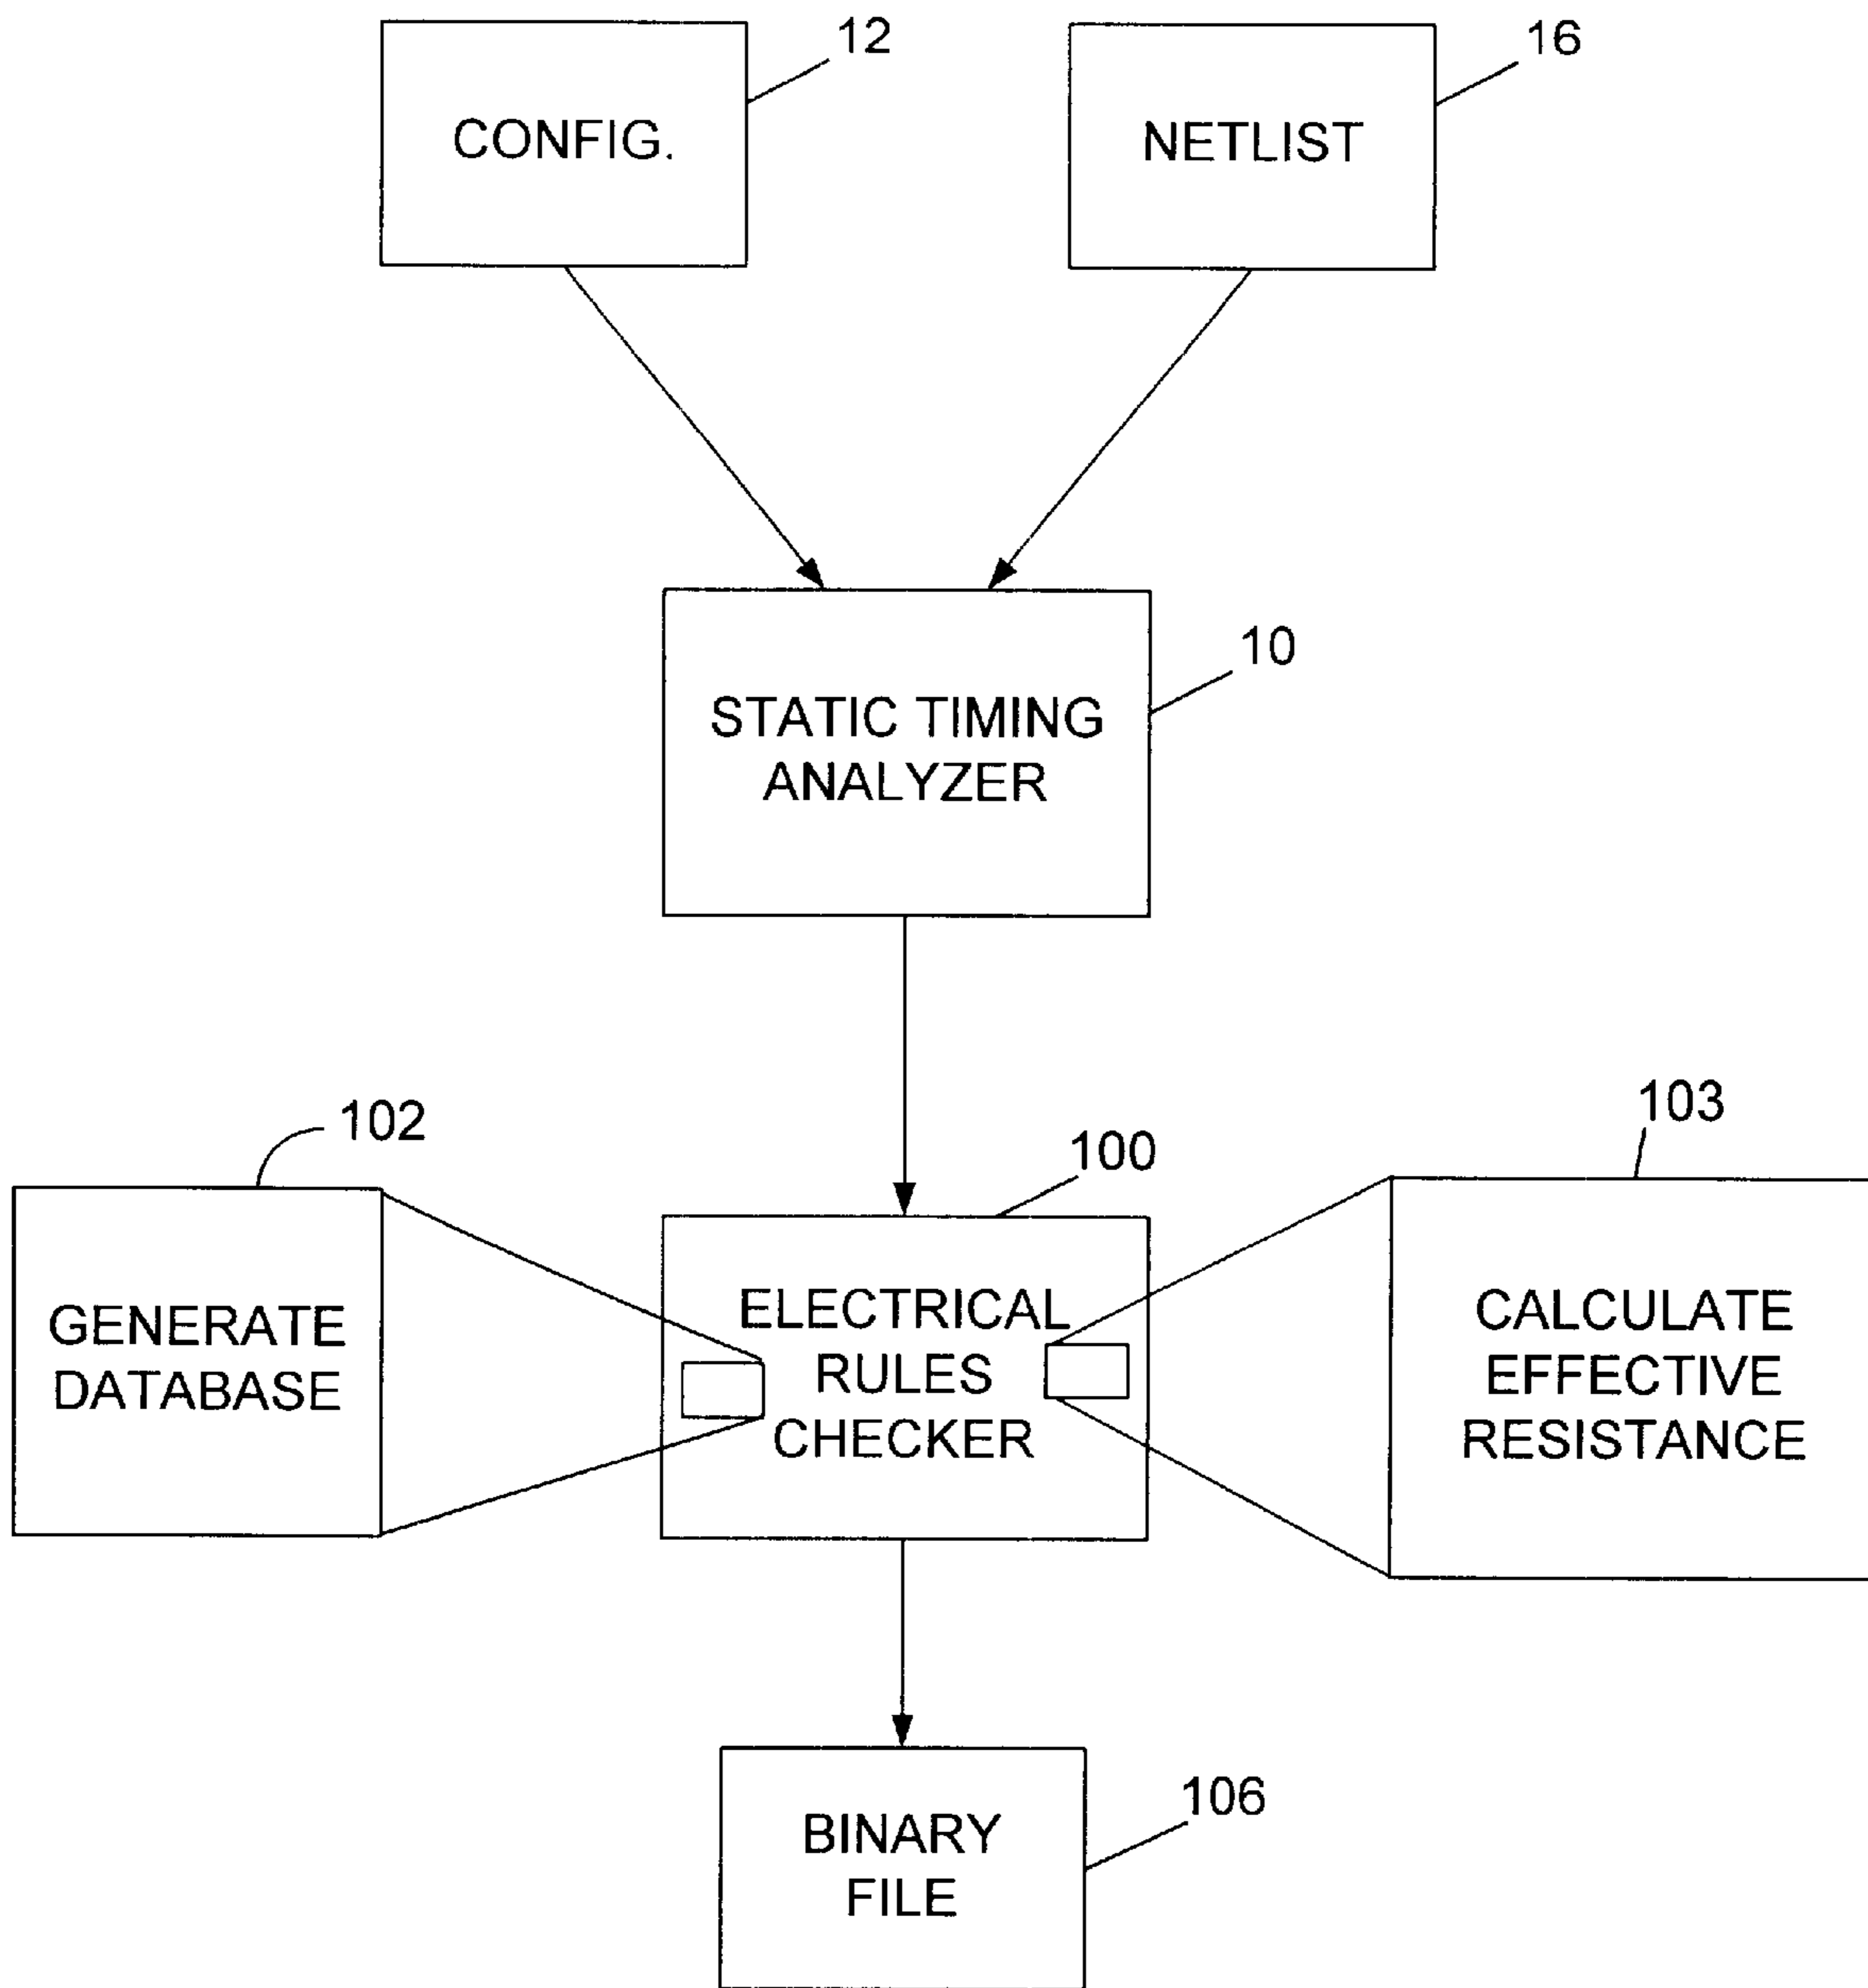 12
CONFIG.
16
NETLIST
10
STATIC TIMING
ANALYZER
102
GENERATE
DATABASE
100
ELECTRICAL
RULES
CHECKER
103
CALCULATE
EFFECTIVE
RESISTANCE
106
BINARY
FILE